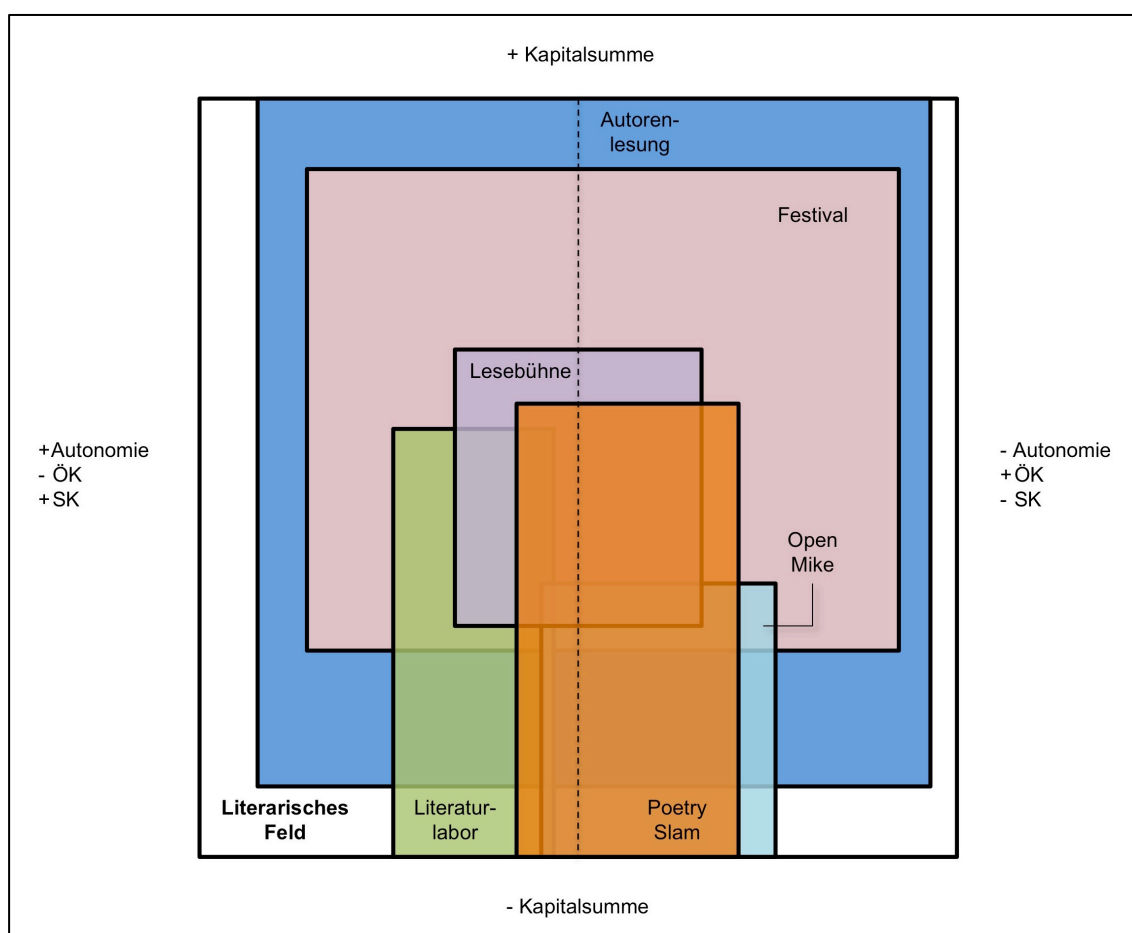 + Kapitalsumme
Autoren-
lesung
Festival
Lesebühne
+Autonomie
- ÖK
+SK
- Autonomie
+ÖK
- SK
Open
Mike
Literarisches
Feld
Literatur-
labor
Poetry
Slam
- Kapitalsumme